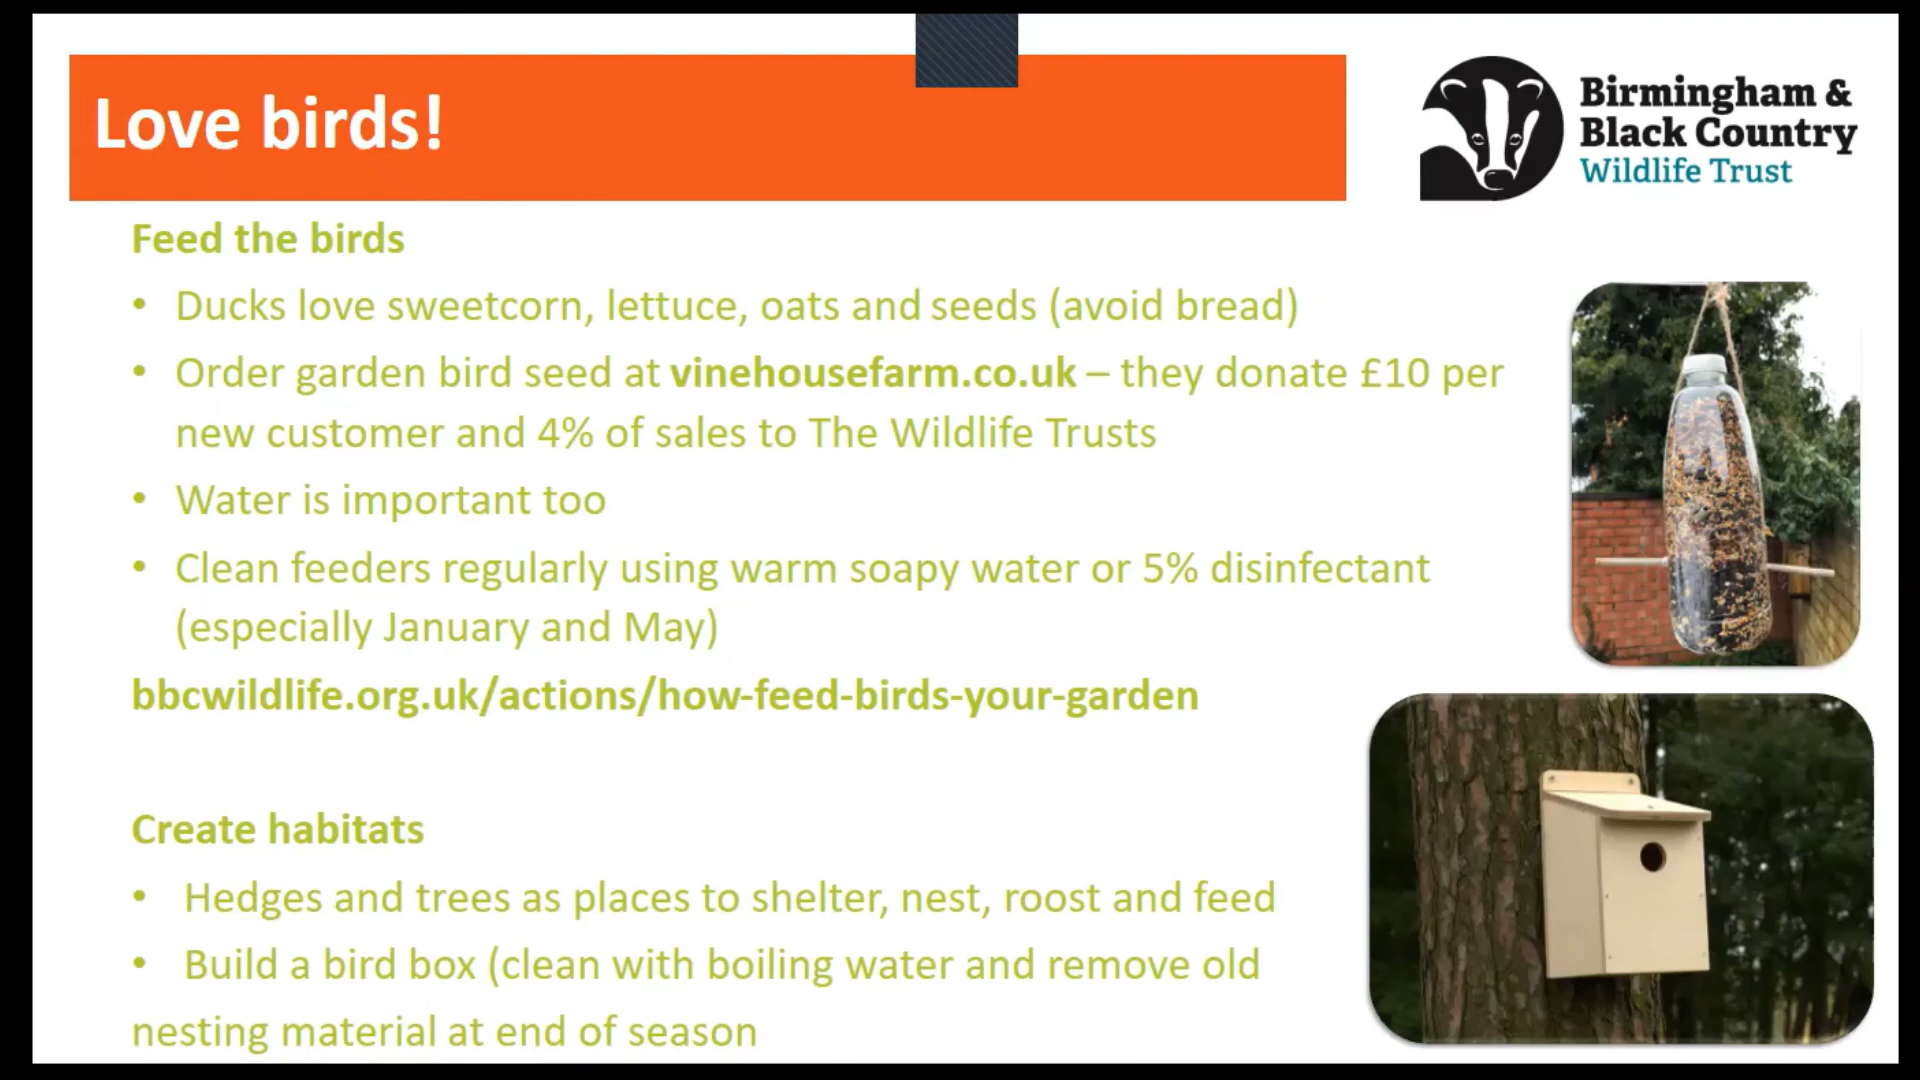 Love birds!
Birmingham &
Black Country
Wildlife Trust
Feed the birds
• Ducks love sweetcorn, lettuce, oats and seeds (avoid bread)
• Order garden bird seed at vinehousefarm.co.uk – they donate £10 per
new customer and 4% of sales to The Wildlife Trusts
• Water is important too
• Clean feeders regularly using warm soapy water or 5% disinfectant
(especially January and May)
bbcwildlife.org.uk/actions/how-feed-birds-your-garden
Create habitats
• Hedges and trees as places to shelter, nest, roost and feed
• Build a bird box (clean with boiling water and remove old
nesting material at end of season